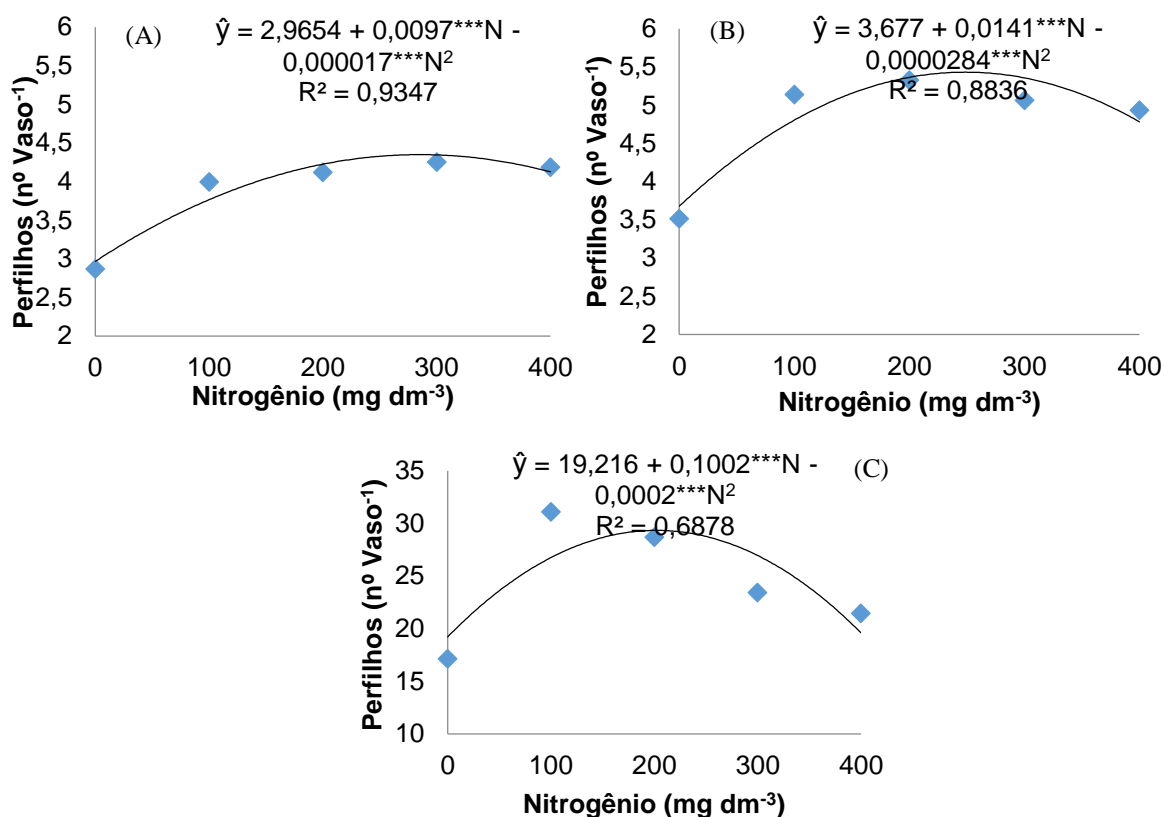 (A)
ŷ = 2,9654 + 0,0097***N -
0,000017***N²
R² = 0,9347
Perfilhos (nº Vaso⁻¹)
6
5,5
5
4,5
4
3,5
3
2,5
2
0 100 200 300 400
Nitrogênio (mg dm⁻³)
(B)
ŷ = 3,677 + 0,0141***N -
0,0000284***N²
R² = 0,8836
Perfilhos (nº Vaso⁻¹)
6
5,5
5
4,5
4
3,5
3
2,5
2
0 100 200 300 400
Nitrogênio (mg dm⁻³)
ŷ = 19,216 + 0,1002***N -
0,0002***N²
R² = 0,6878
(C)
Perfilhos (nº Vaso⁻¹)
35
30
25
20
15
10
0 100 200 300 400
Nitrogênio (mg dm⁻³)